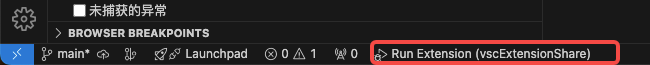 未捕获的异常
BROWSER BREAKPOINTS
main* Launchpad 0 1 0 Run Extension (vscExtensionShare)